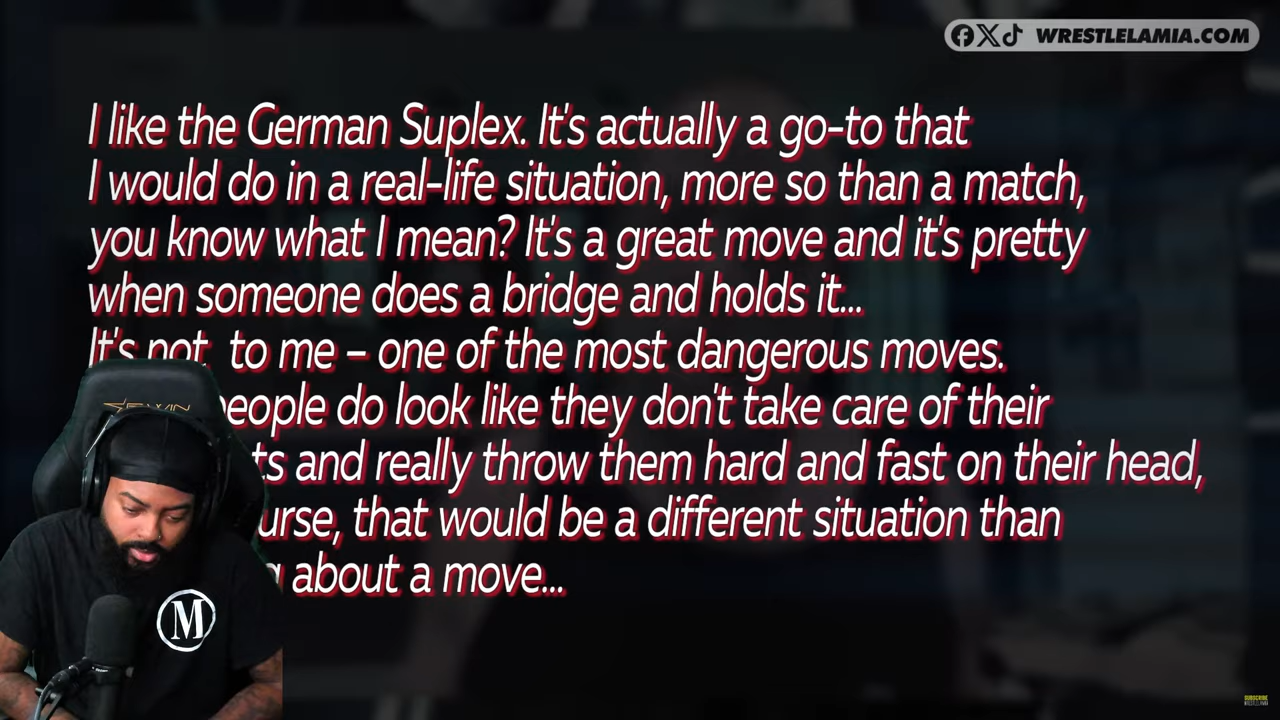 WRESTLELAMIA.COM
I like the German Suplex. It's actually a go-to that
I would do in a real-life situation, more so than a match,
you know what I mean? It's a great move and it's pretty
when someone does a bridge and holds it...
It's not to me – one of the most dangerous moves.
people do look like they don't take care of their
ts and really throw them hard and fast on their head,
urse, that would be a different situation than
g about a move...
M
SUBSCRIBE